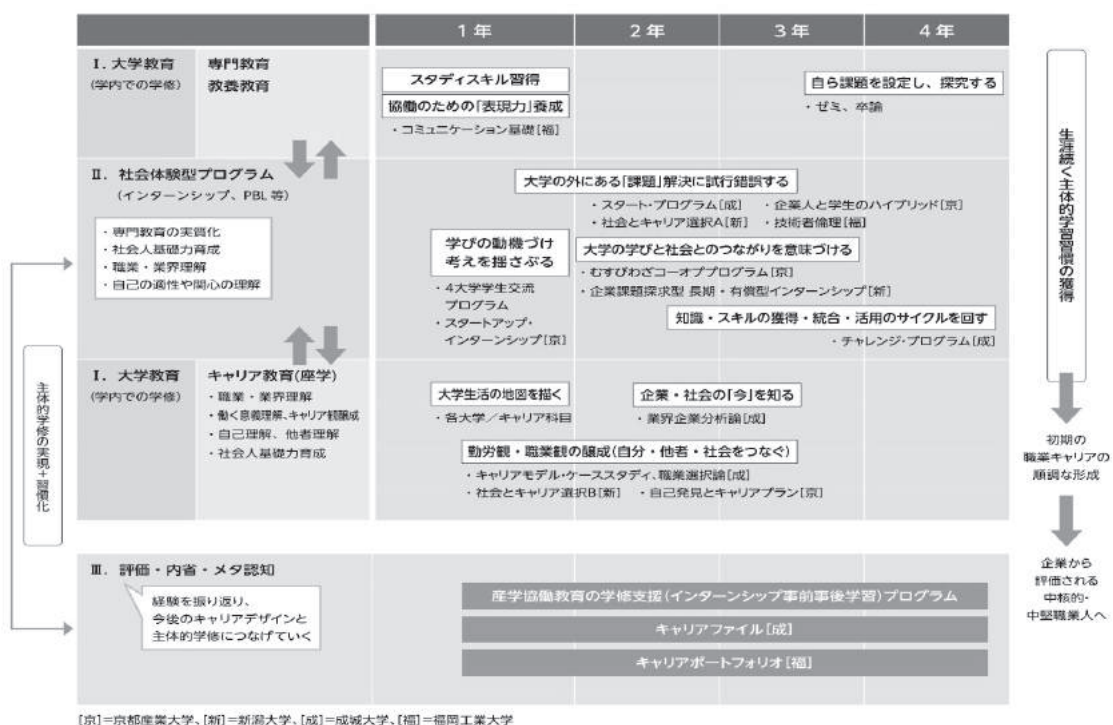 1年 2年 3年 4年
I. 大学教育
(学内での学修)
専門教育
教養教育
スタディスキル習得
協働のための「表現力」養成
・コミュニケーション基礎[福]
自ら課題を設定し、探究する
・ゼミ、卒論
II. 社会体験型プログラム
(インターンシップ、PBL等)
・専門教育の実質化
・社会人基礎力育成
・職業・業界理解
・自己の適性や関心の理解
大学の外にある「課題」解決に試行錯誤する
・スタート・プログラム[成] ・企業人と学生のハイブリッド[京]
・社会とキャリア選択A[新] ・技術者倫理[福]
学びの動機づけ
考えを揺さぶる
・4大学学生交流
プログラム
・スタートアップ・
インターンシップ[京]
大学の学びと社会とのつながりを意味づける
・むすびわざコーオププログラム[京]
・企業課題探求型 長期・有償型インターンシップ[新]
知識・スキルの獲得・統合・活用のサイクルを回す
・チャレンジ・プログラム[成]
I. 大学教育
(学内での学修)
キャリア教育(座学)
・職業・業界理解
・働く意義理解、キャリア観醸成
・自己理解、他者理解
・社会人基礎力育成
大学生活の地図を描く
・各大学/キャリア科目
企業・社会の「今」を知る
・業界企業分析論[成]
勤労観・職業観の醸成(自分・他者・社会をつなぐ)
・キャリアモデル・ケーススタディ、職業選択論[成]
・社会とキャリア選択B[新] ・自己発見とキャリアプラン[京]
III. 評価・内省・メタ認知
経験を振り返り、
今後のキャリアデザインと
主体的学修につなげていく
産学協働教育の学修支援(インターンシップ事前事後学習)プログラム
キャリアファイル[成]
キャリアポートフォリオ[福]
主体的学修の実現+習慣化
生涯続く主体的学習習慣の獲得
初期の
職業キャリアの
順調な形成
企業から
評価される
中核的・
中堅職業人へ
[京]=京都産業大学、[新]=新潟大学、[成]=成城大学、[福]=福岡工業大学